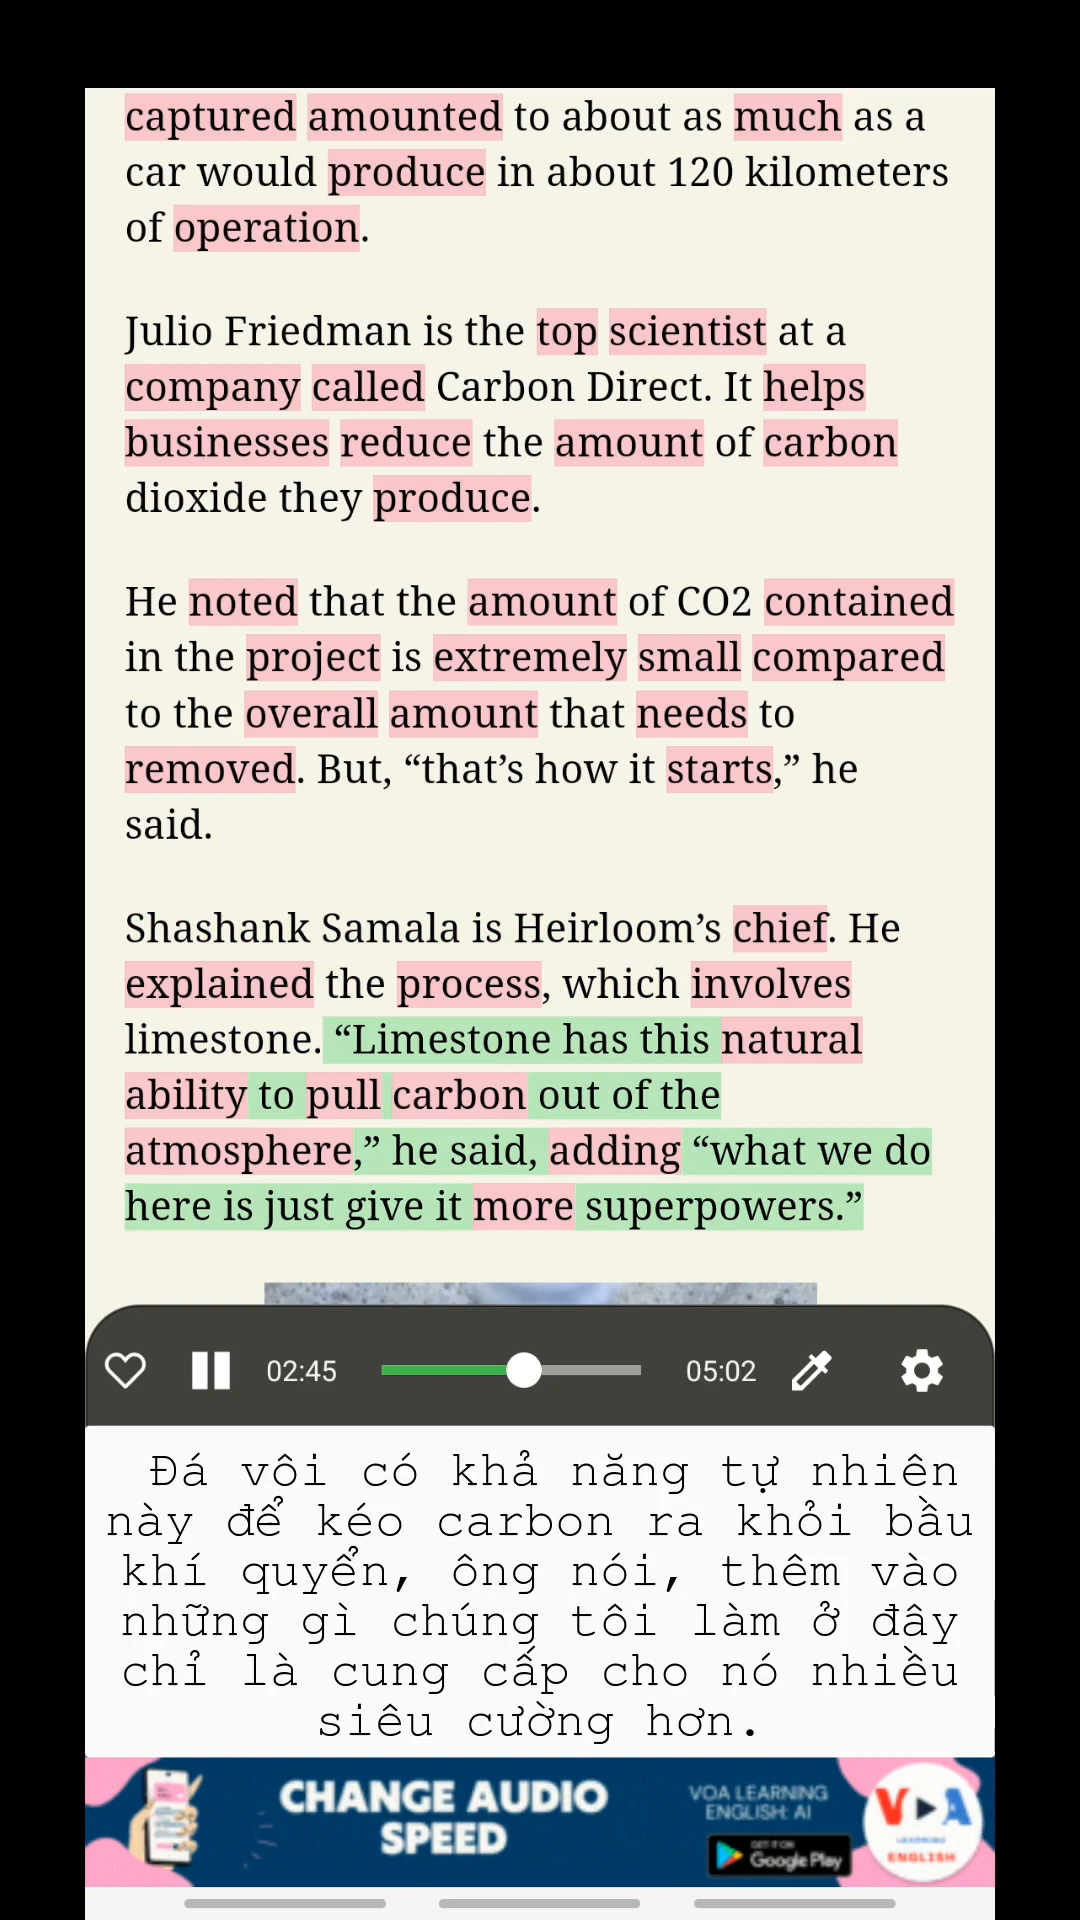 captured amounted to about as much as a
car would produce in about 120 kilometers
of operation.
Julio Friedman is the top scientist at a
company called Carbon Direct. It helps
businesses reduce the amount of carbon
dioxide they produce.
He noted that the amount of CO2 contained
in the project is extremely small compared
to the overall amount that needs to
removed. But, “that’s how it starts,” he
said.
Shashank Samala is Heirloom’s chief. He
explained the process, which involves
limestone. “Limestone has this natural
ability to pull carbon out of the
atmosphere,” he said, adding “what we do
here is just give it more superpowers.”
02:45
05:02
Đá vôi có khả năng tự nhiên
này để kéo carbon ra khỏi bầu
khí quyển, ông nói, thêm vào
những gì chúng tôi làm ở đây
chỉ là cung cấp cho nó nhiều
siêu cường hơn.
CHANGE AUDIO
SPEED
VOA LEARNING
ENGLISH: AI
GET IT ON
Google Play
VOA
LEARNING
ENGLISH